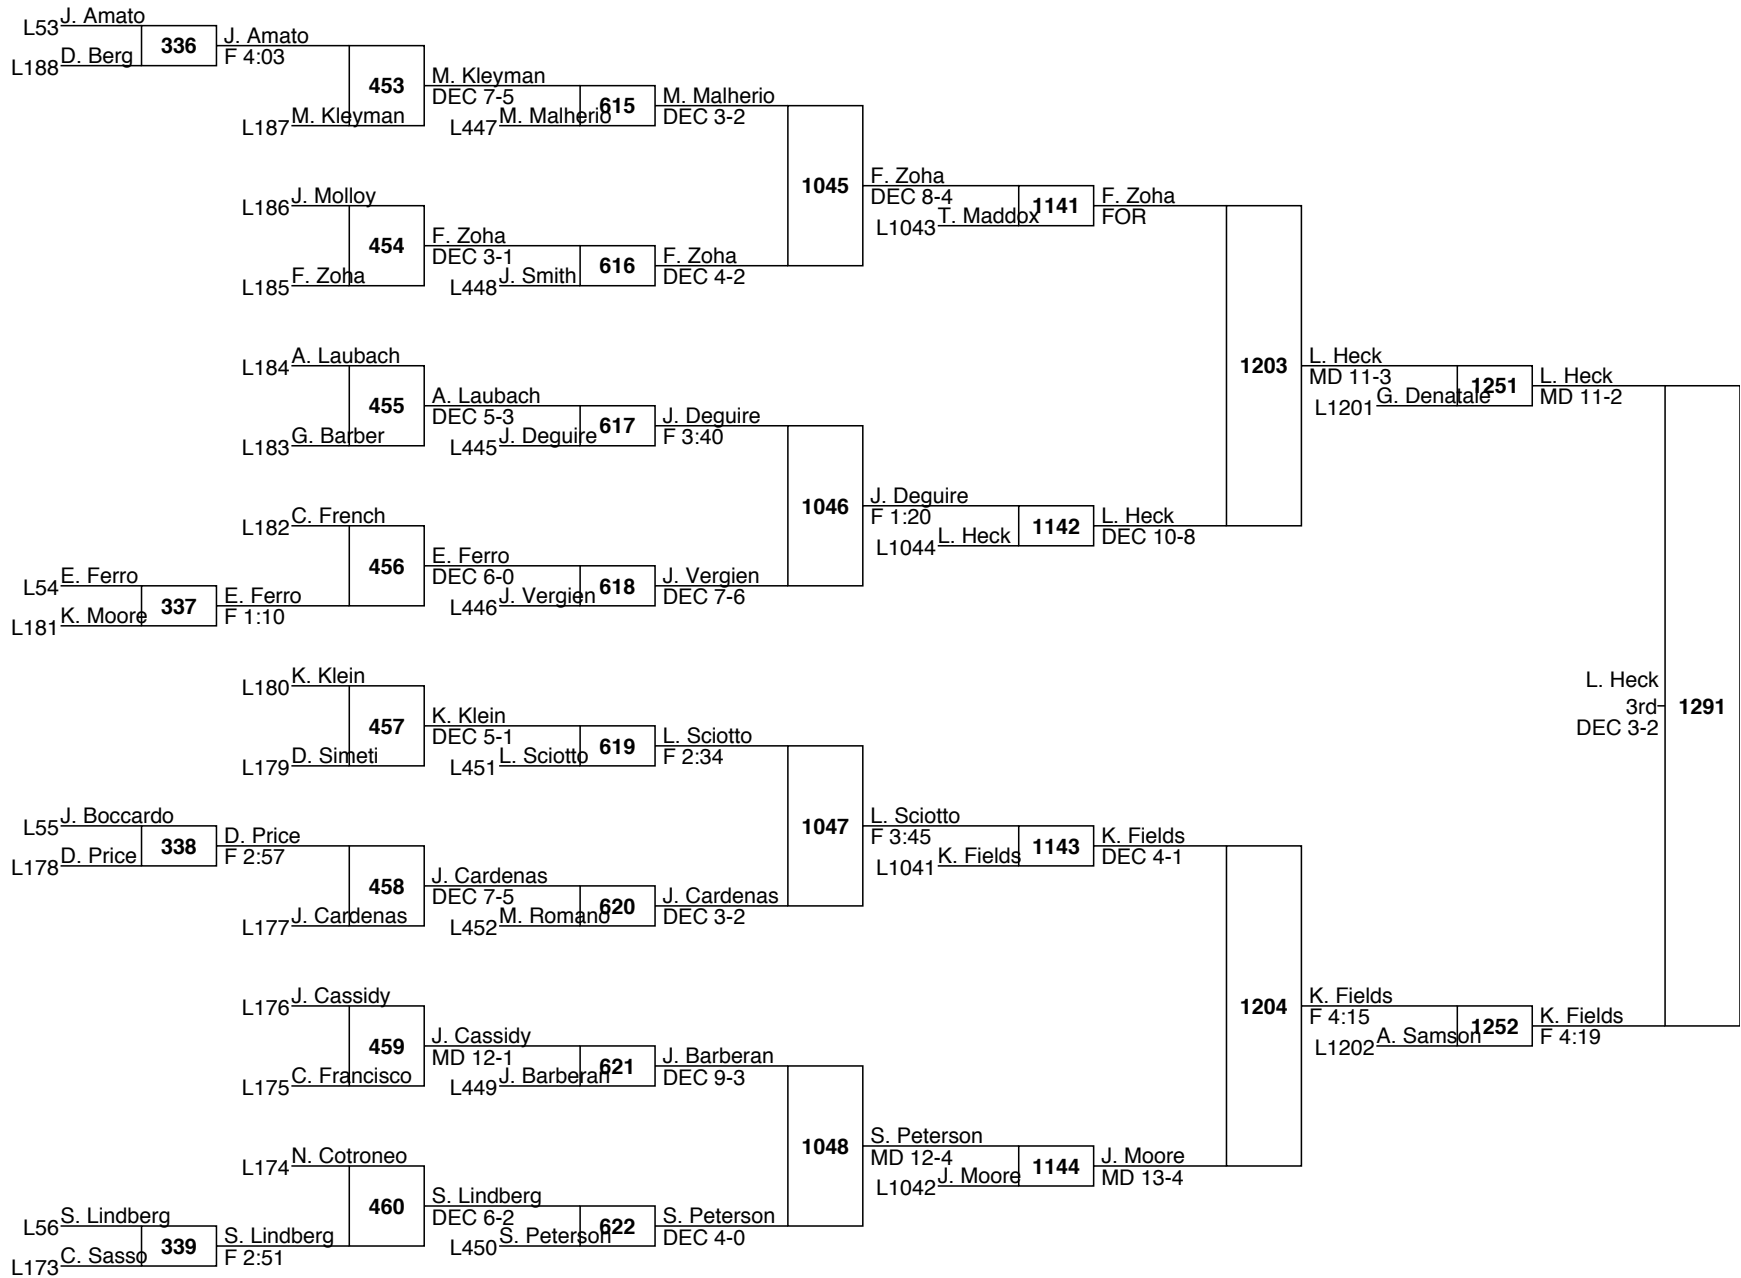 J. Amato
L53
336
J. Amato
F 4:03
D. Berg
L188
453
M. Kleyman
DEC 7-5
M. Kleyman
L187
615
M. Malherio
L447
M. Malherio
DEC 3-2
1045
F. Zoha
DEC 8-4
J. Molloy
L186
454
F. Zoha
DEC 3-1
F. Zoha
L185
616
J. Smith
L448
F. Zoha
DEC 4-2
T. Maddox
L1043
1141
F. Zoha
FOR
A. Laubach
L184
455
A. Laubach
DEC 5-3
G. Barber
L183
617
J. Deguire
L445
J. Deguire
F 3:40
1203
L. Heck
MD 11-3
G. Denatale
L1201
1251
L. Heck
MD 11-2
C. French
L182
456
E. Ferro
DEC 6-0
1046
J. Deguire
F 1:20
L. Heck
L1044
1142
L. Heck
DEC 10-8
E. Ferro
L54
337
E. Ferro
F 1:10
K. Moore
L181
618
J. Vergien
L446
J. Vergien
DEC 7-6
K. Klein
L180
457
K. Klein
DEC 5-1
D. Simeti
L179
619
L. Sciotto
L451
L. Sciotto
F 2:34
L. Heck
3rd
DEC 3-2
1291
J. Boccardo
L55
338
D. Price
F 2:57
D. Price
L178
1047
L. Sciotto
F 3:45
K. Fields
L1041
1143
K. Fields
DEC 4-1
458
J. Cardenas
DEC 7-5
J. Cardenas
L177
620
M. Romano
L452
J. Cardenas
DEC 3-2
J. Cassidy
L176
459
J. Cassidy
MD 12-1
C. Francisco
L175
621
J. Barberan
L449
J. Barberan
DEC 9-3
1204
K. Fields
F 4:15
A. Samson
L1202
1252
K. Fields
F 4:19
N. Cotroneo
L174
460
S. Lindberg
DEC 6-2
1048
S. Peterson
MD 12-4
J. Moore
L1042
1144
J. Moore
MD 13-4
S. Lindberg
L56
339
S. Lindberg
F 2:51
C. Sasso
L173
622
S. Peterson
L450
S. Peterson
DEC 4-0